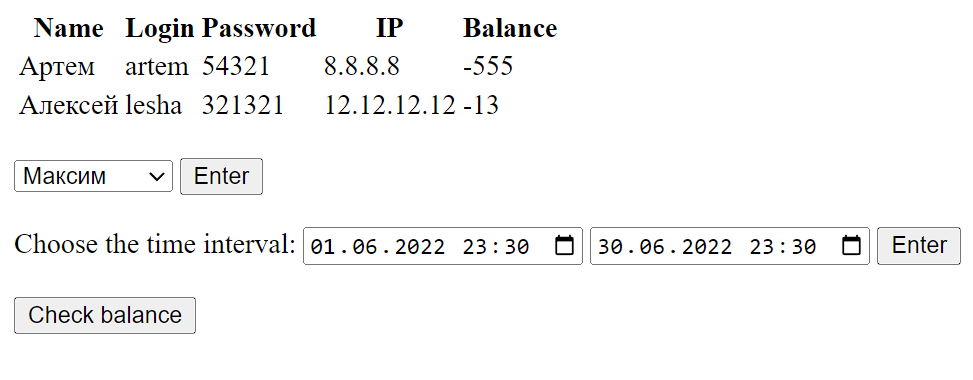 Name Login Password IP Balance
Артем artem 54321 8.8.8.8 -555
Алексей lesha 321321 12.12.12.12 -13
Максим Enter
Choose the time interval: 01.06.2022 23:30 30.06.2022 23:30 Enter
Check balance